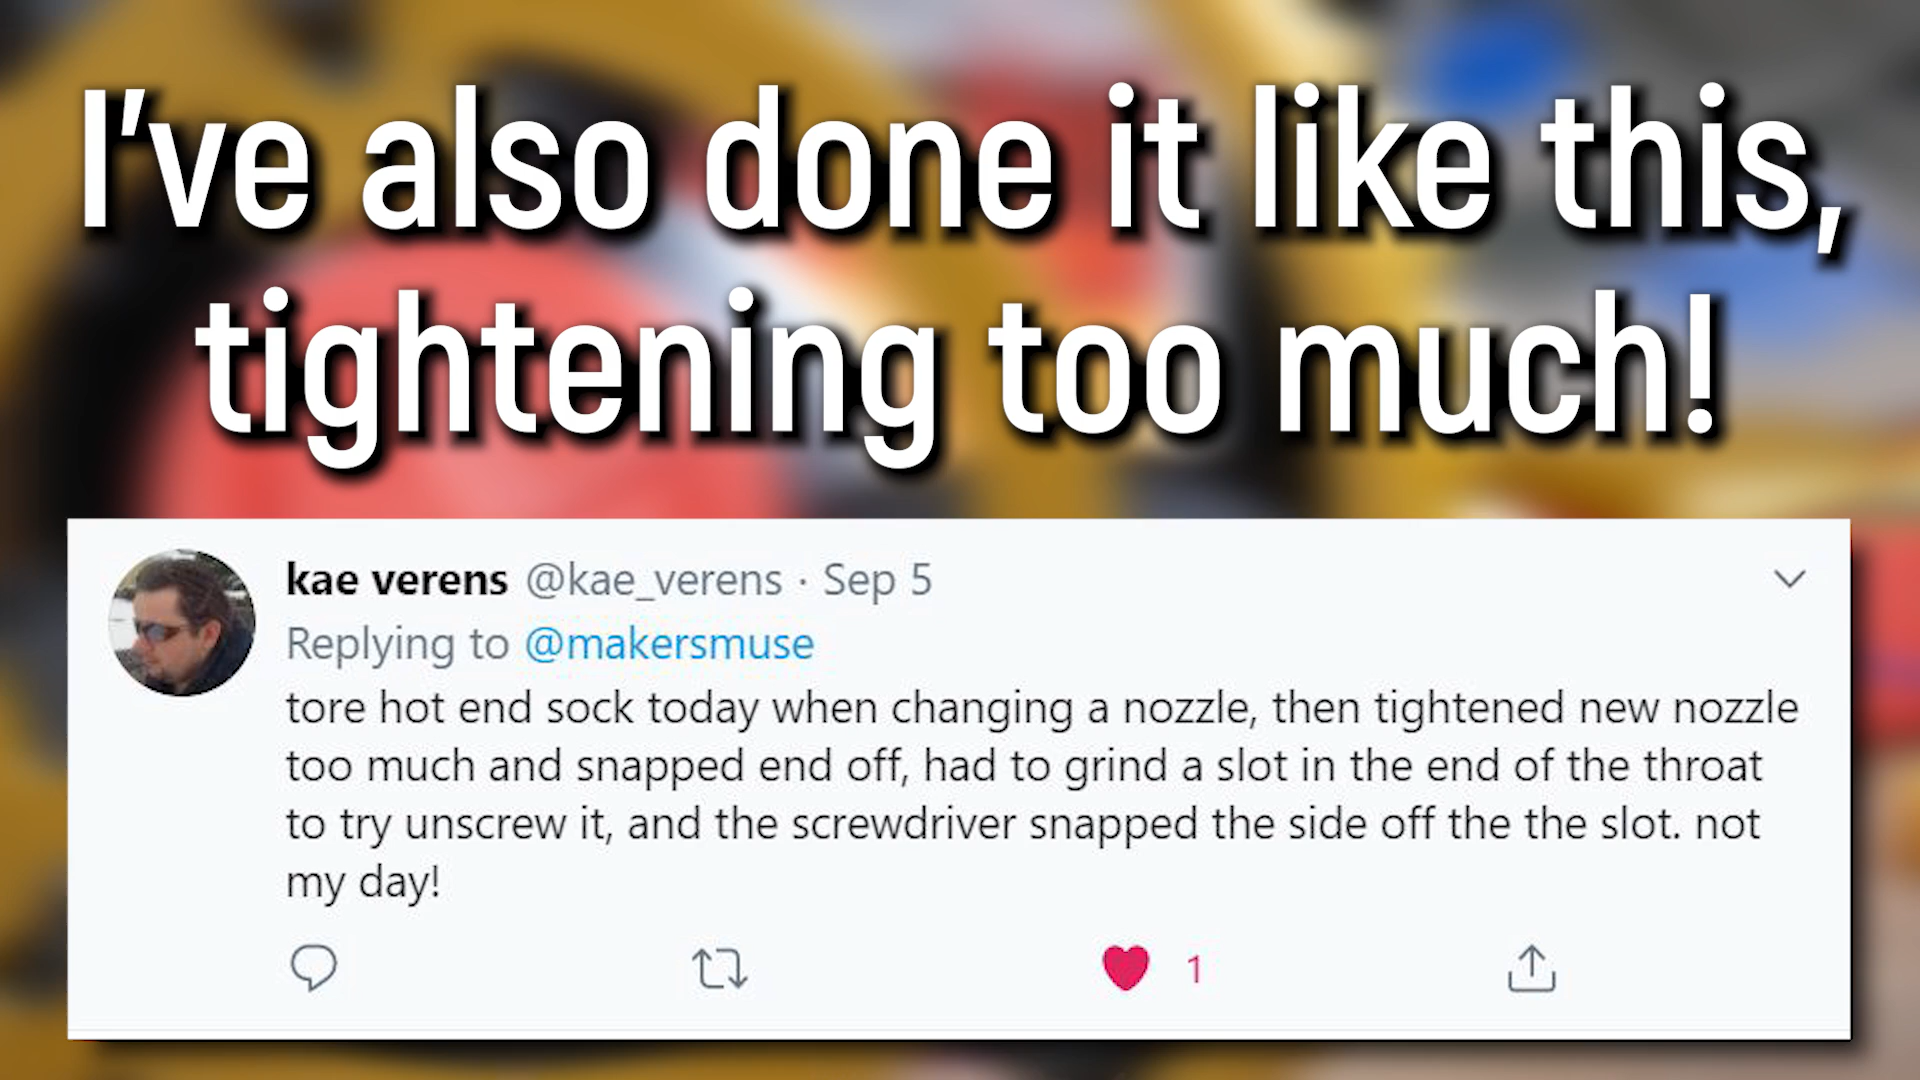 I've also done it like this,
tightening too much!
kae verens @kae_verens · Sep 5
Replying to @makersmuse
tore hot end sock today when changing a nozzle, then tightened new nozzle
too much and snapped end off, had to grind a slot in the end of the throat
to try unscrew it, and the screwdriver snapped the side off the the slot. not
my day!
1